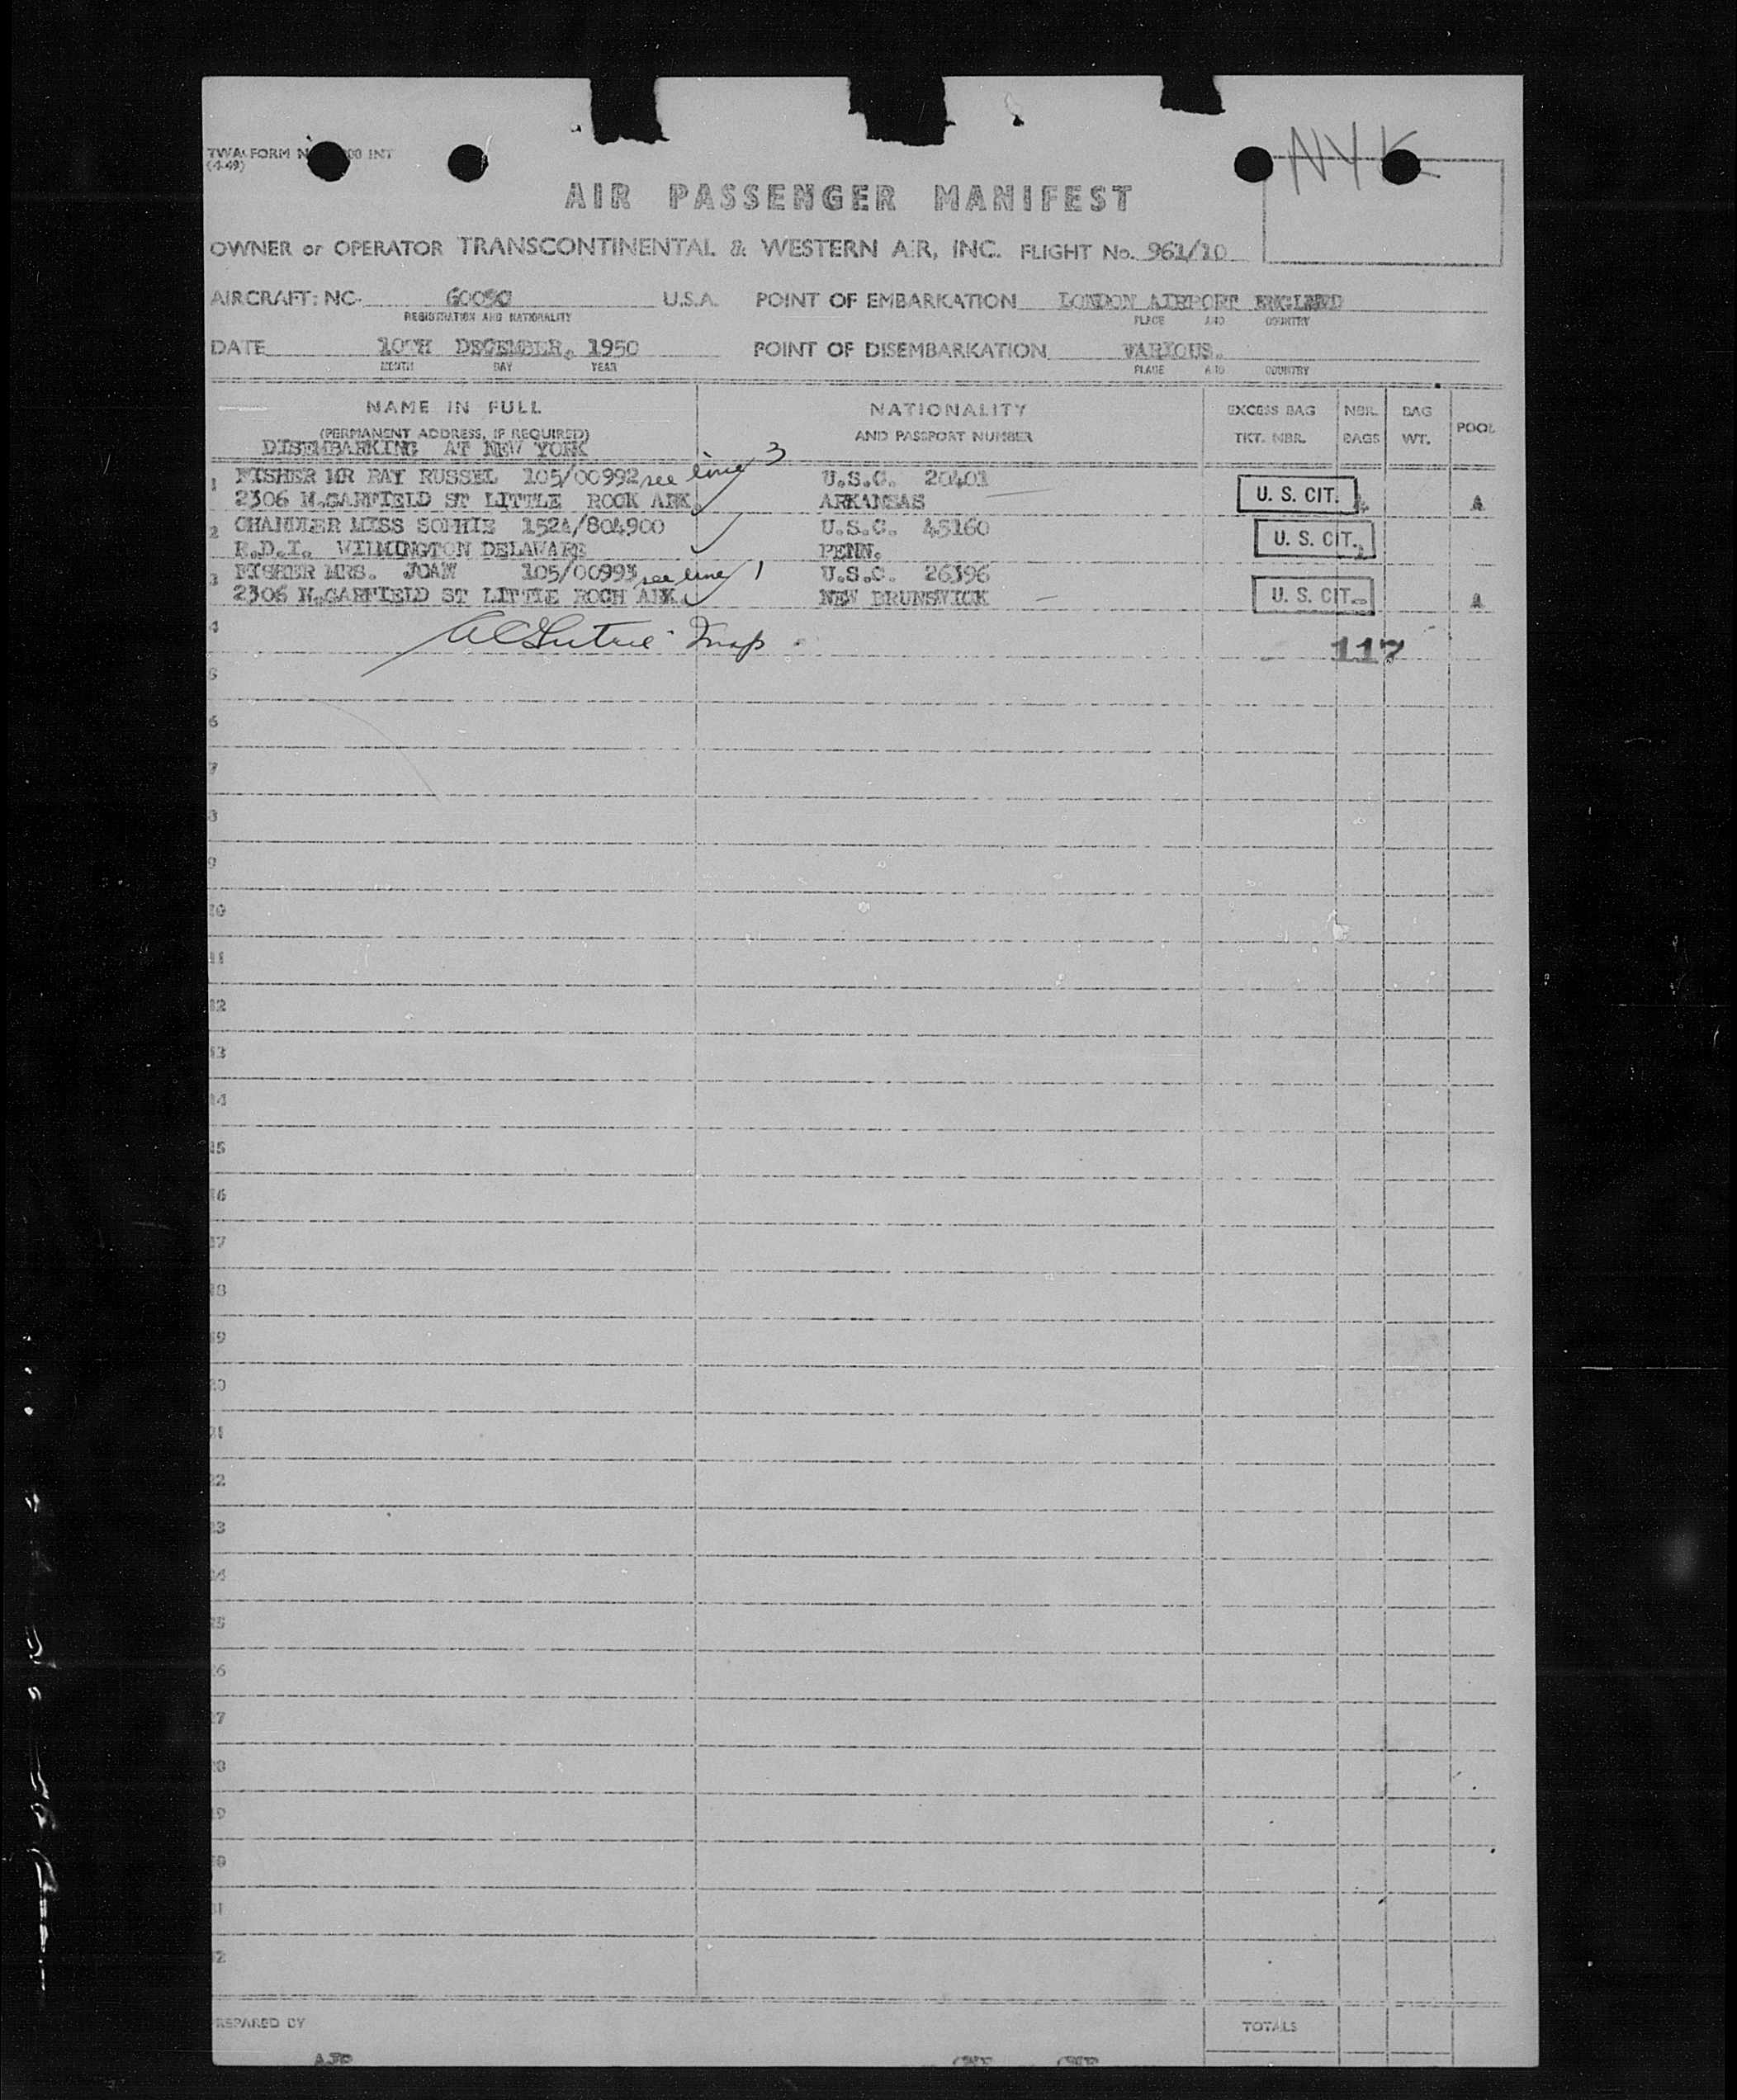 TWA FORM N 00 INT
(4-49)
NYK
AIR PASSENGER MANIFEST
OWNER or OPERATOR TRANSCONTINENTAL & WESTERN AIR, INC. FLIGHT No. 961/10
AIRCRAFT: NC- U.S.A. POINT OF EMBARKATION LONDON AIRPORT ENGLAND
REGISTRATION AND NATIONALITY PLACE AND COUNTRY
DATE 10TH DECEMBER, 1950 POINT OF DISEMBARKATION VARIOUS.
MONTH DAY YEAR PLACE AND COUNTRY
NAME IN FULL NATIONALITY EXCESS BAG NBR. BAG POOL
(PERMANENT ADDRESS, IF REQUIRED) AND PASSPORT NUMBER TKT. NBR. BAGS WT.
DISEMBARKING AT NEW YORK
1 FISHER MR RAY RUSSEL 105/00992 see line 3 U.S.C. 20401 U. S. CIT.
2306 N.GARFIELD ST LITTLE ROCK ARK. ARKANSAS A
2 CHANDLER MISS SOPHIE 1524/804900 U.S.C. 45160 U. S. CIT.
R.D.I. WILMINGTON DELAWARE PENN.
3 FISHER MRS. JOAN 105/00993 see line 1 U.S.C. 26396 U. S. CIT.
2306 N.GARFIELD ST LITTLE ROCH ARK. NEW BRUNSWICK A
4 Insp. 117
5
6
7
8
9
10
11
12
13
14
15
16
17
18
19
20
21
22
23
24
25
26
27
28
29
30
31
32
PREPARED BY TOTALS